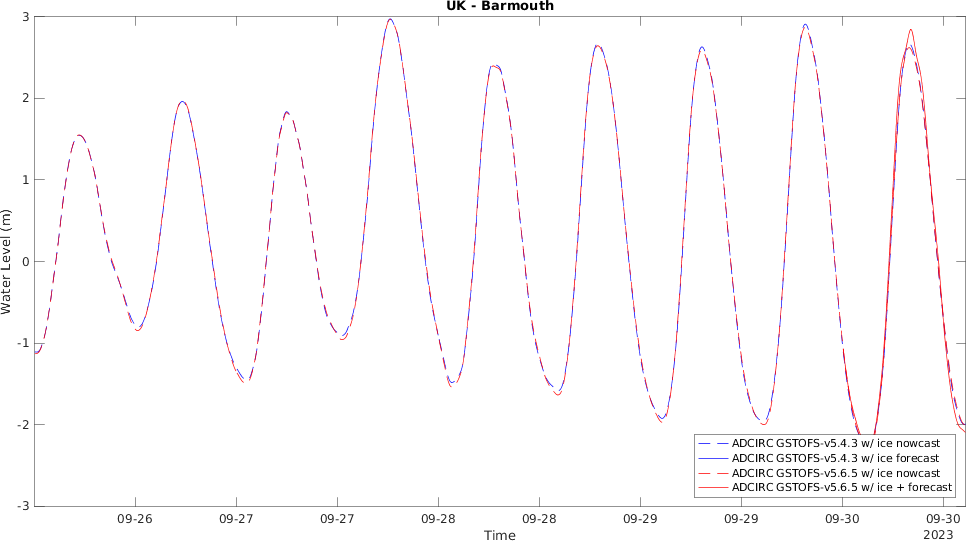 UK - Barmouth
3
2
1
0
-1
-2
-3
Water Level (m)
09-26
09-27
09-27
09-28
09-28
09-29
09-29
09-30
09-30
2023
Time
ADCIRC GSTOFS-v5.4.3 w/ ice nowcast
ADCIRC GSTOFS-v5.4.3 w/ ice forecast
ADCIRC GSTOFS-v5.6.5 w/ ice nowcast
ADCIRC GSTOFS-v5.6.5 w/ ice + forecast